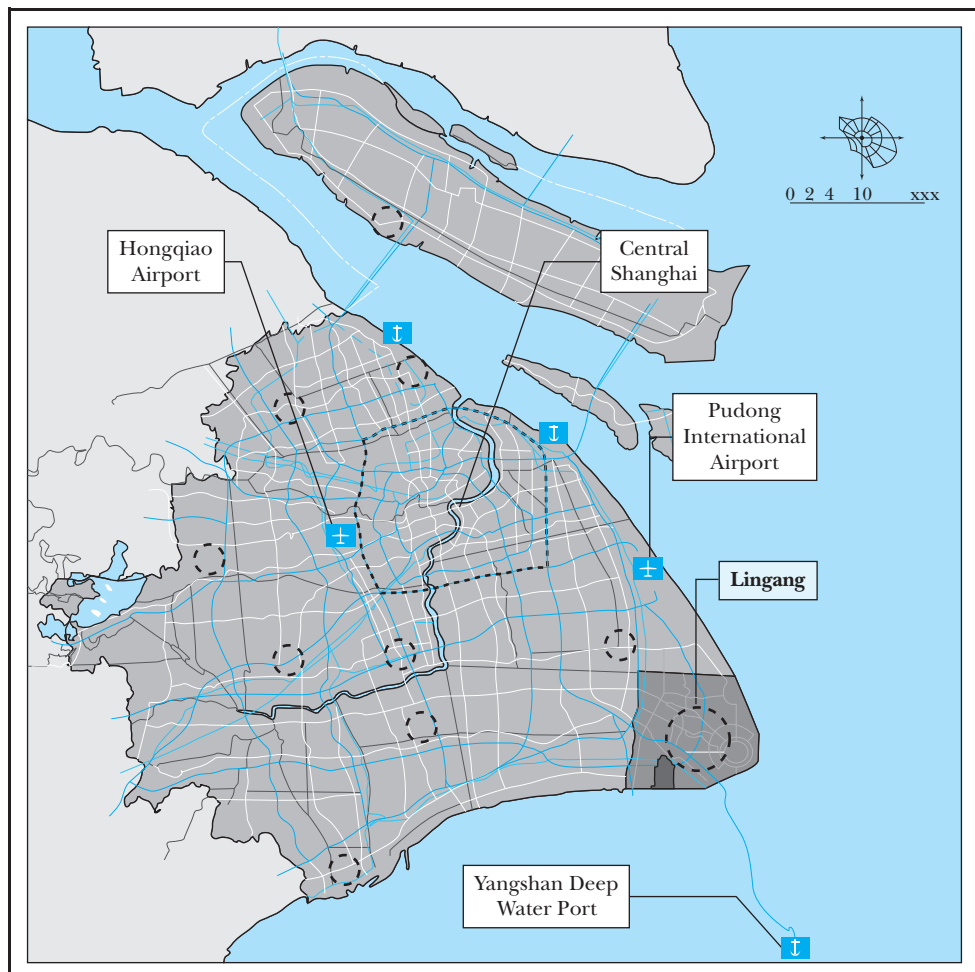 0 2 4 10 xxx
Hongqiao
Airport
Central
Shanghai
Pudong
International
Airport
Lingang
Yangshan Deep
Water Port